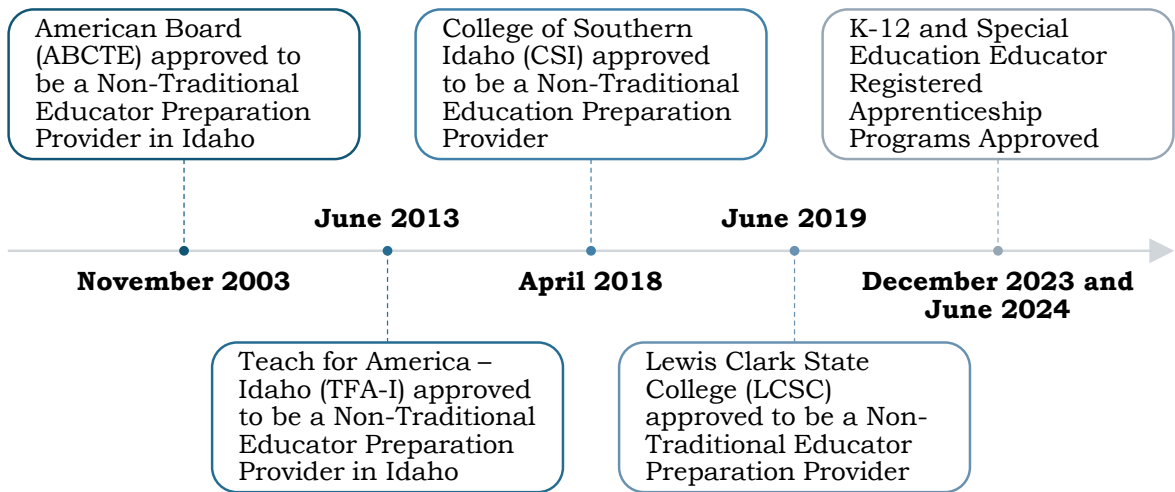 American Board
(ABCTE) approved to
be a Non-Traditional
Educator Preparation
Provider in Idaho
College of Southern
Idaho (CSI) approved
to be a Non-Traditional
Education Preparation
Provider
K-12 and Special
Education Educator
Registered
Apprenticeship
Programs Approved
June 2013
June 2019
November 2003
April 2018
December 2023 and
June 2024
Teach for America –
Idaho (TFA-I) approved
to be a Non-Traditional
Educator Preparation
Provider in Idaho
Lewis Clark State
College (LCSC)
approved to be a Non-
Traditional Educator
Preparation Provider